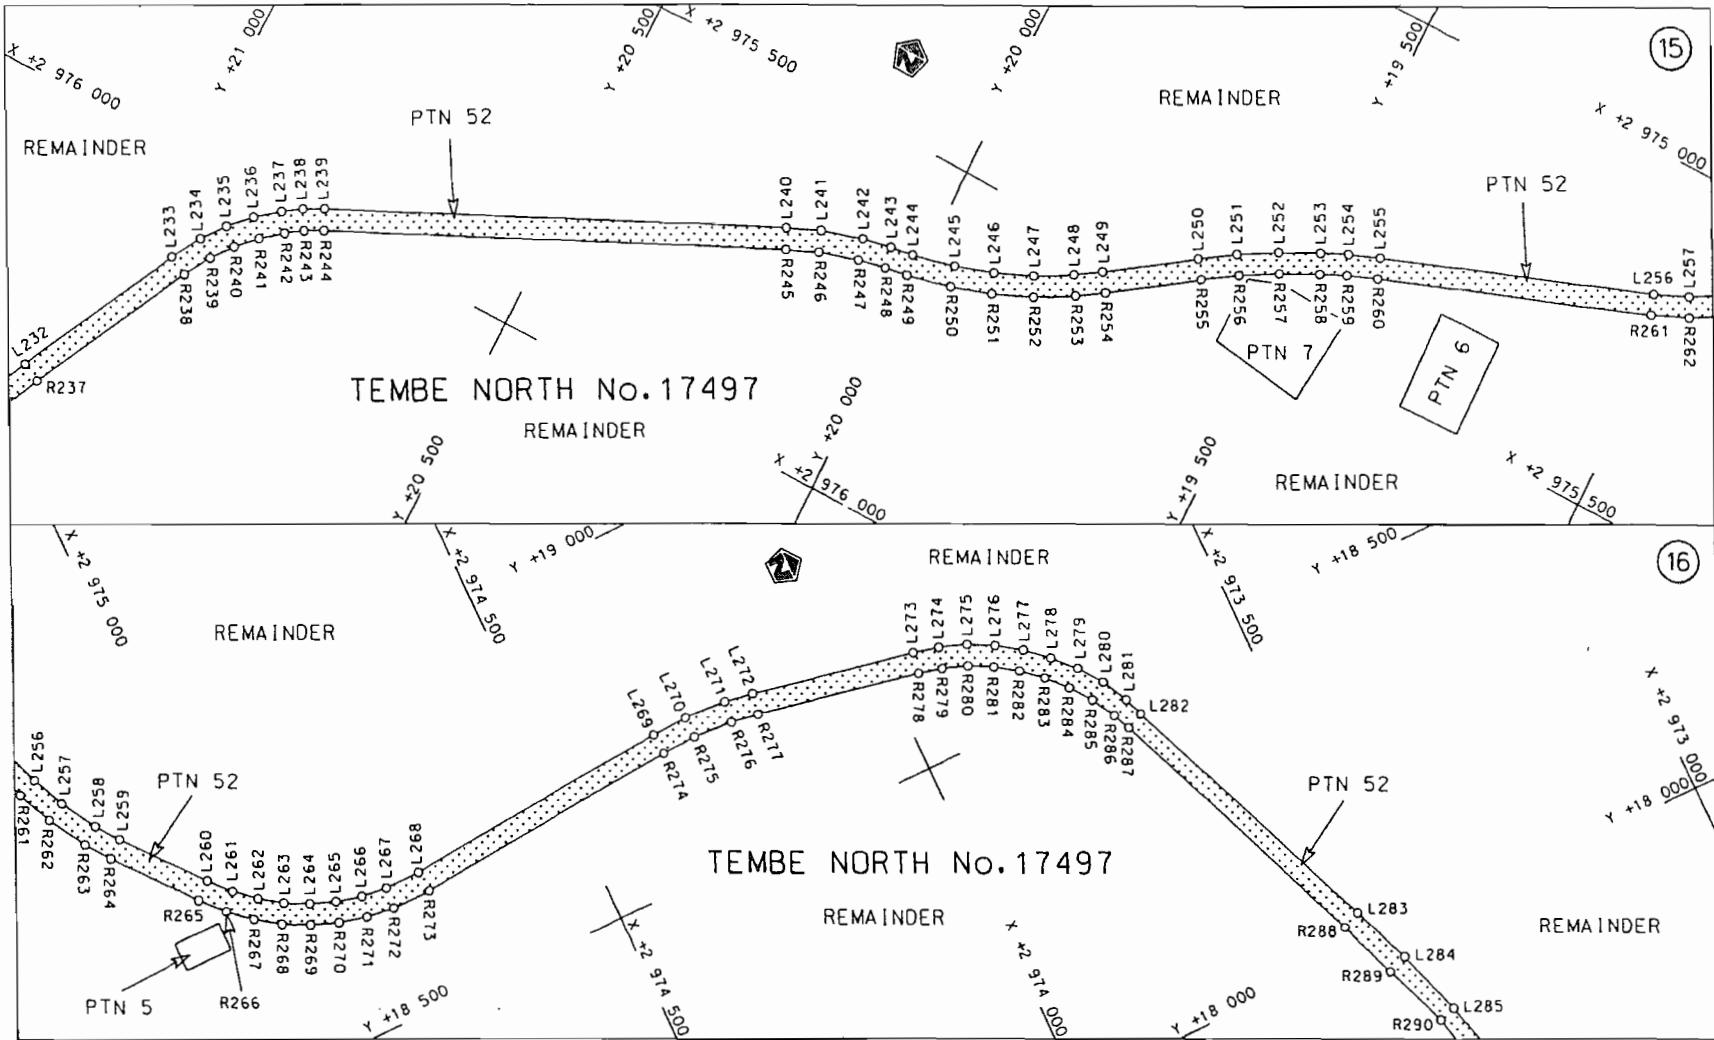 X +2 976 000
Y +21 000
Y +20 500
X +2 975 500
Y +20 000
Y +19 500
15
X +2 975 000
REMAINDER
PTN 52
REMAINDER
PTN 52
L232
L233
L234
L235
L236
L237
L238
L239
L240
L241
L242
L243
L244
L245
L246
L247
L248
L249
L250
L251
L252
L253
L254
L255
L256
L257
R237
R238
R239
R240
R241
R242
R243
R244
R245
R246
R247
R248
R249
R250
R251
R252
R253
R254
R255
R256
R257
R258
R259
R260
R261
R262
PTN 7
PTN 6
TEMBE NORTH No.17497
REMAINDER
Y +20 500
X +2 976 000
Y +20 000
Y +19 500
REMAINDER
X +2 975 500
X +2 975 000
X +2 974 500
Y +19 000
REMAINDER
X +2 973 500
Y +18 500
16
REMAINDER
X +2 973 000
Y +18 000
L256
L257
L258
L259
PTN 52
L260
L261
L262
L263
L264
L265
L266
L267
L268
L269
L270
L271
L272
L273
L274
L275
L276
L277
L278
L279
L280
L281
L282
PTN 52
L283
L284
L285
R261
R262
R263
R264
R265
R266
R267
R268
R269
R270
R271
R272
R273
R274
R275
R276
R277
R278
R279
R280
R281
R282
R283
R284
R285
R286
R287
R288
R289
R290
TEMBE NORTH No.17497
REMAINDER
REMAINDER
PTN 5
Y +18 500
X +2 974 500
X +2 974 000
Y +18 000